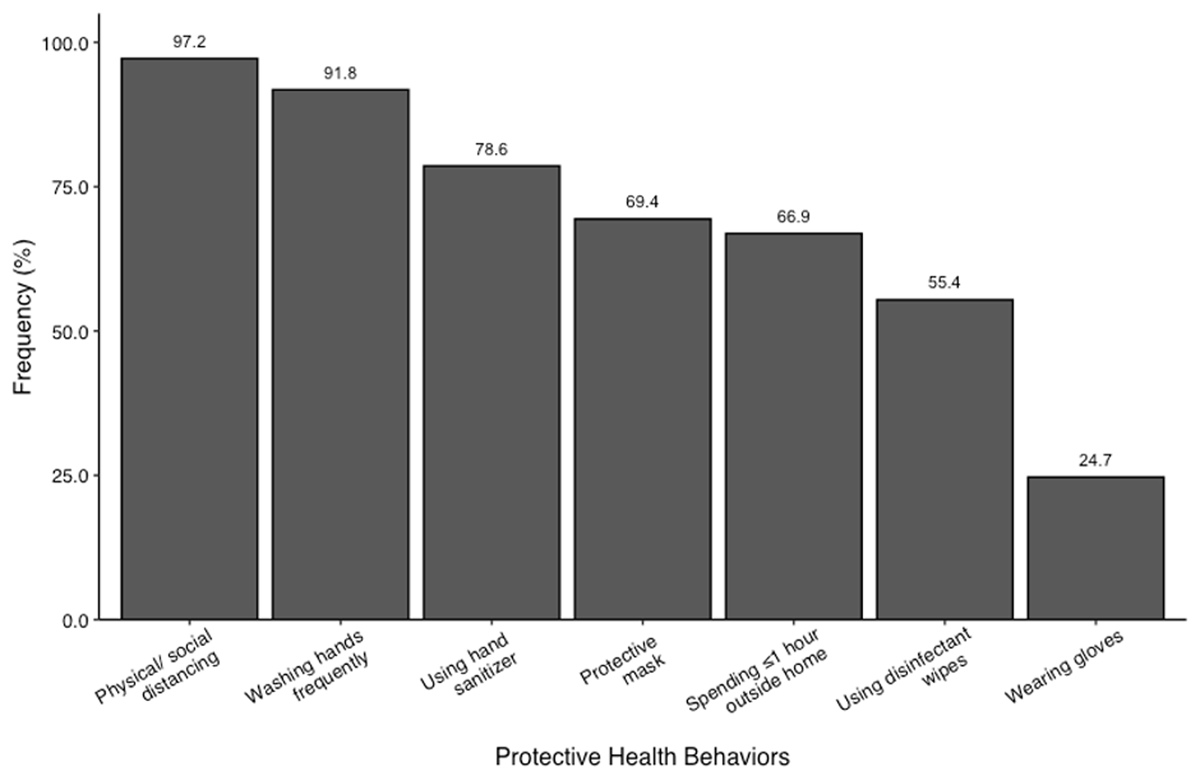 Frequency (%)
100.0
75.0
50.0
25.0
0.0
97.2
91.8
78.6
69.4
66.9
55.4
24.7
Physical/ social
distancing
Washing hands
frequently
Using hand
sanitizer
Protective
mask
Spending ≤1 hour
outside home
Using disinfectant
wipes
Wearing gloves
Protective Health Behaviors